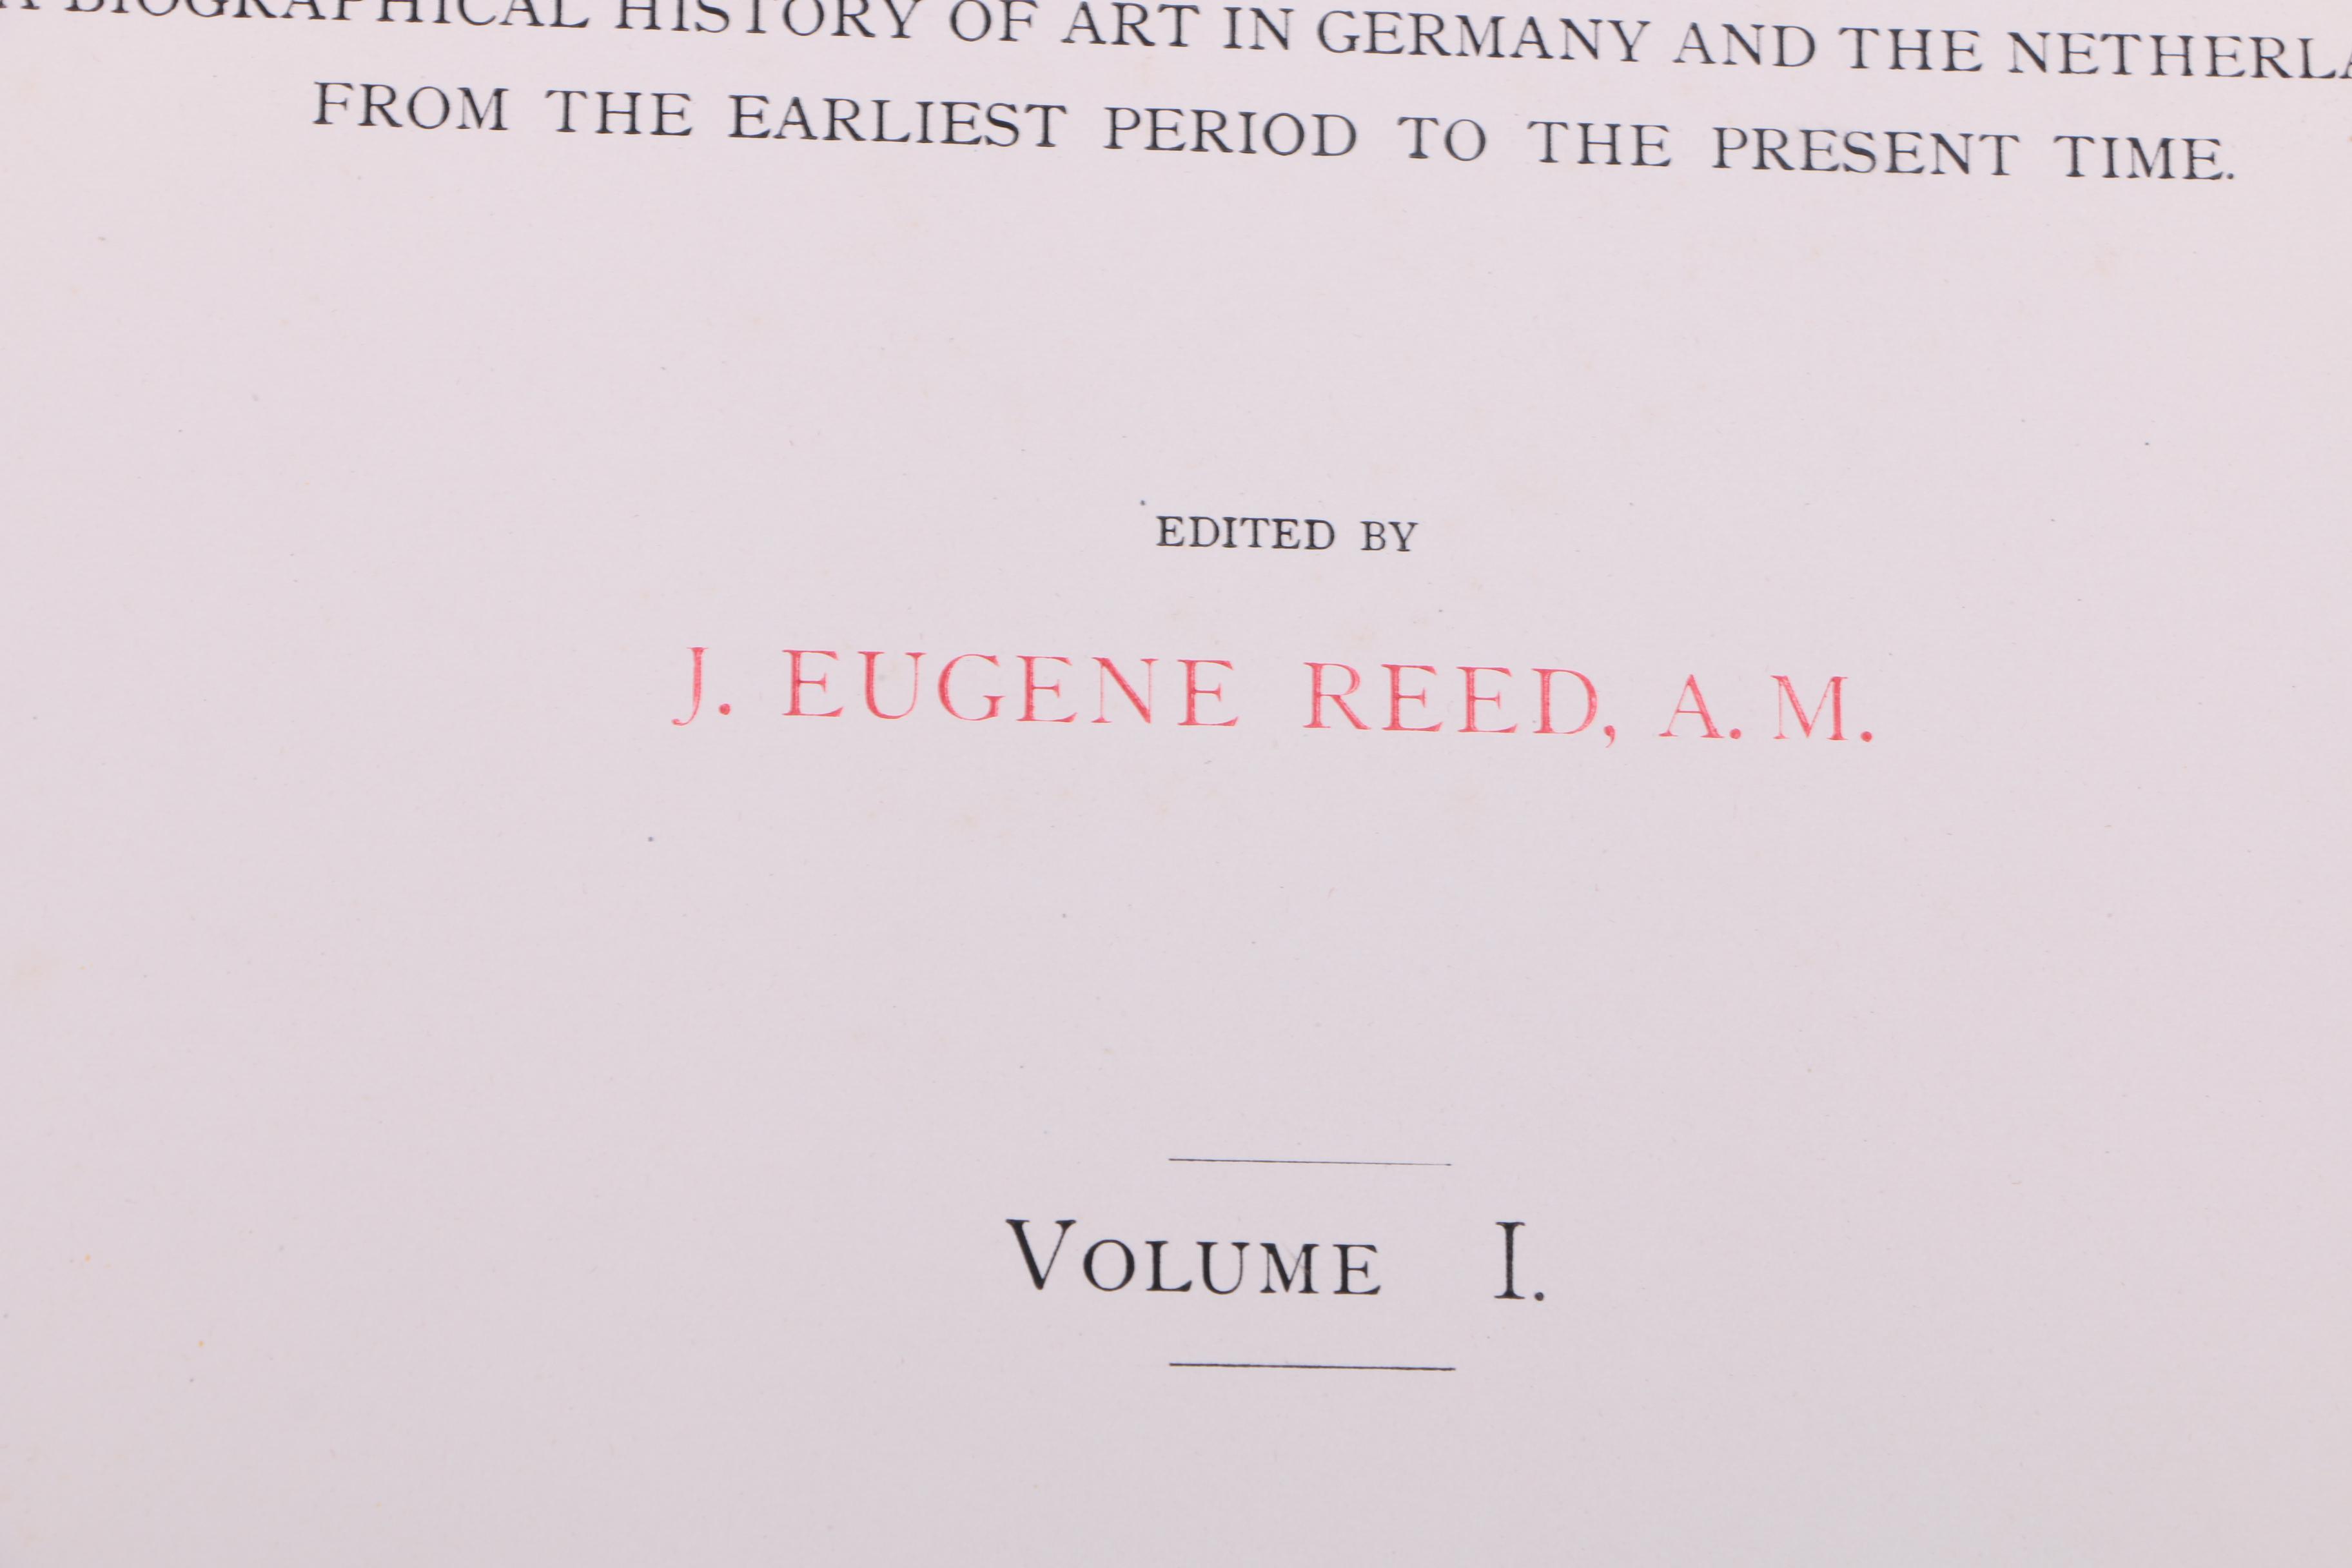 A BIOGRAPHICAL HISTORY OF ART IN GERMANY AND THE
FROM THE EARLIEST PERIOD TO THE PRESENT TIME.
EDITED BY
J. EUGENE REED, A. M.
VOLUME I.